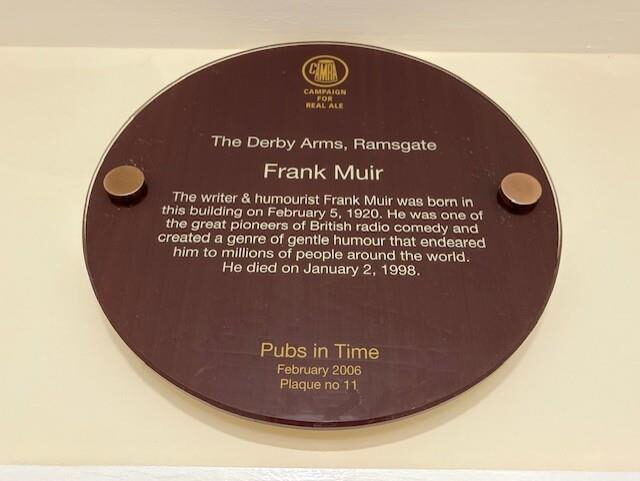 CAMRA
CAMPAIGN
FOR
REAL ALE
The Derby Arms, Ramsgate
Frank Muir
The writer & humourist Frank Muir was born in
this building on February 5, 1920. He was one of
the great pioneers of British radio comedy and
created a genre of gentle humour that endeared
him to millions of people around the world.
He died on January 2, 1998.
Pubs in Time
February 2006
Plaque no 11